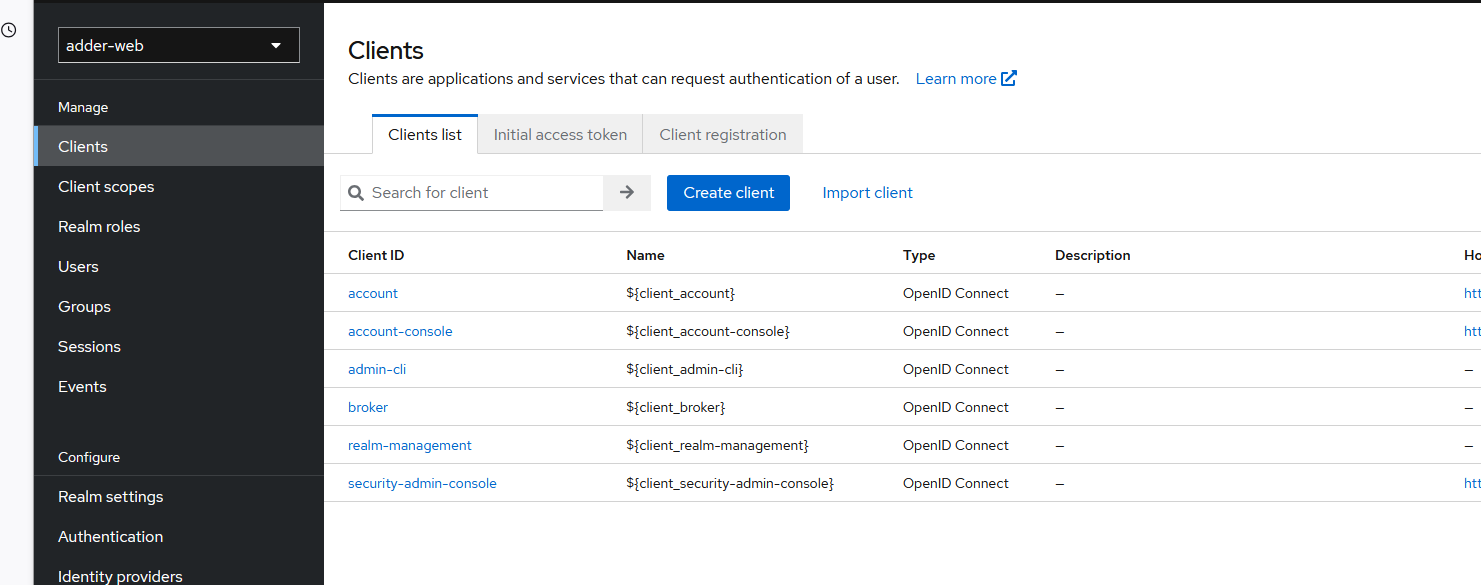 adder-web
Manage
Clients
Client scopes
Realm roles
Users
Groups
Sessions
Events
Configure
Realm settings
Authentication
Identity providers
Clients
Clients are applications and services that can request authentication of a user. Learn more
Clients list Initial access token Client registration
Search for client Create client Import client
Client ID Name Type Description Ho
account ${client_account} OpenID Connect – htt
account-console ${client_account-console} OpenID Connect – htt
admin-cli ${client_admin-cli} OpenID Connect – –
broker ${client_broker} OpenID Connect – –
realm-management ${client_realm-management} OpenID Connect – –
security-admin-console ${client_security-admin-console} OpenID Connect – htt